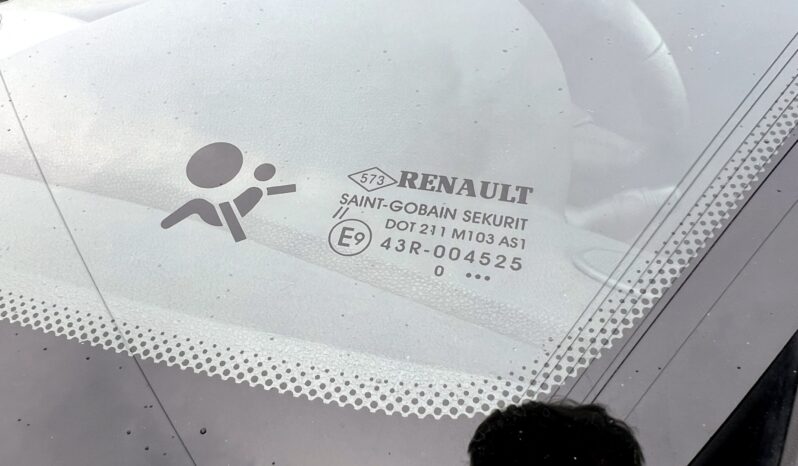 573 RENAULT
SAINT-GOBAIN SEKURIT
//
DOT 211 M103 AS1
E9 43R-004525
0 •••